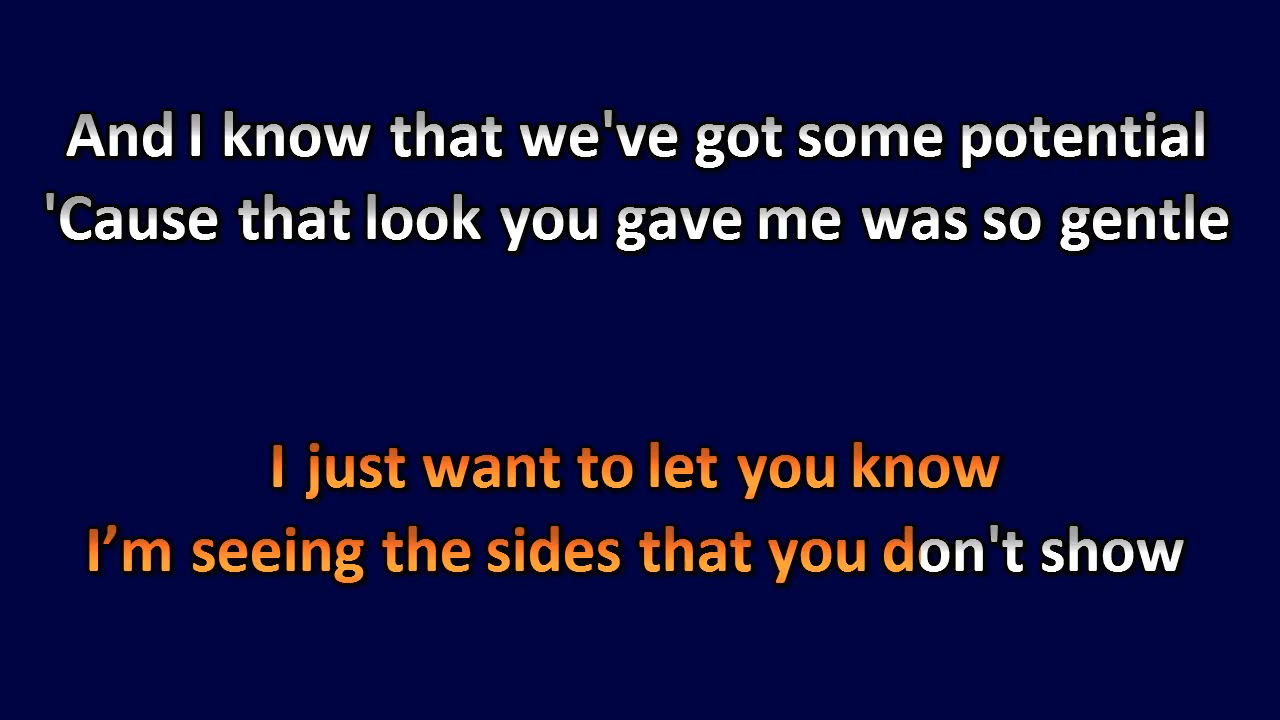 And I know that we've got some potential
'Cause that look you gave me was so gentle
I just want to let you know
I’m seeing the sides that you don't show